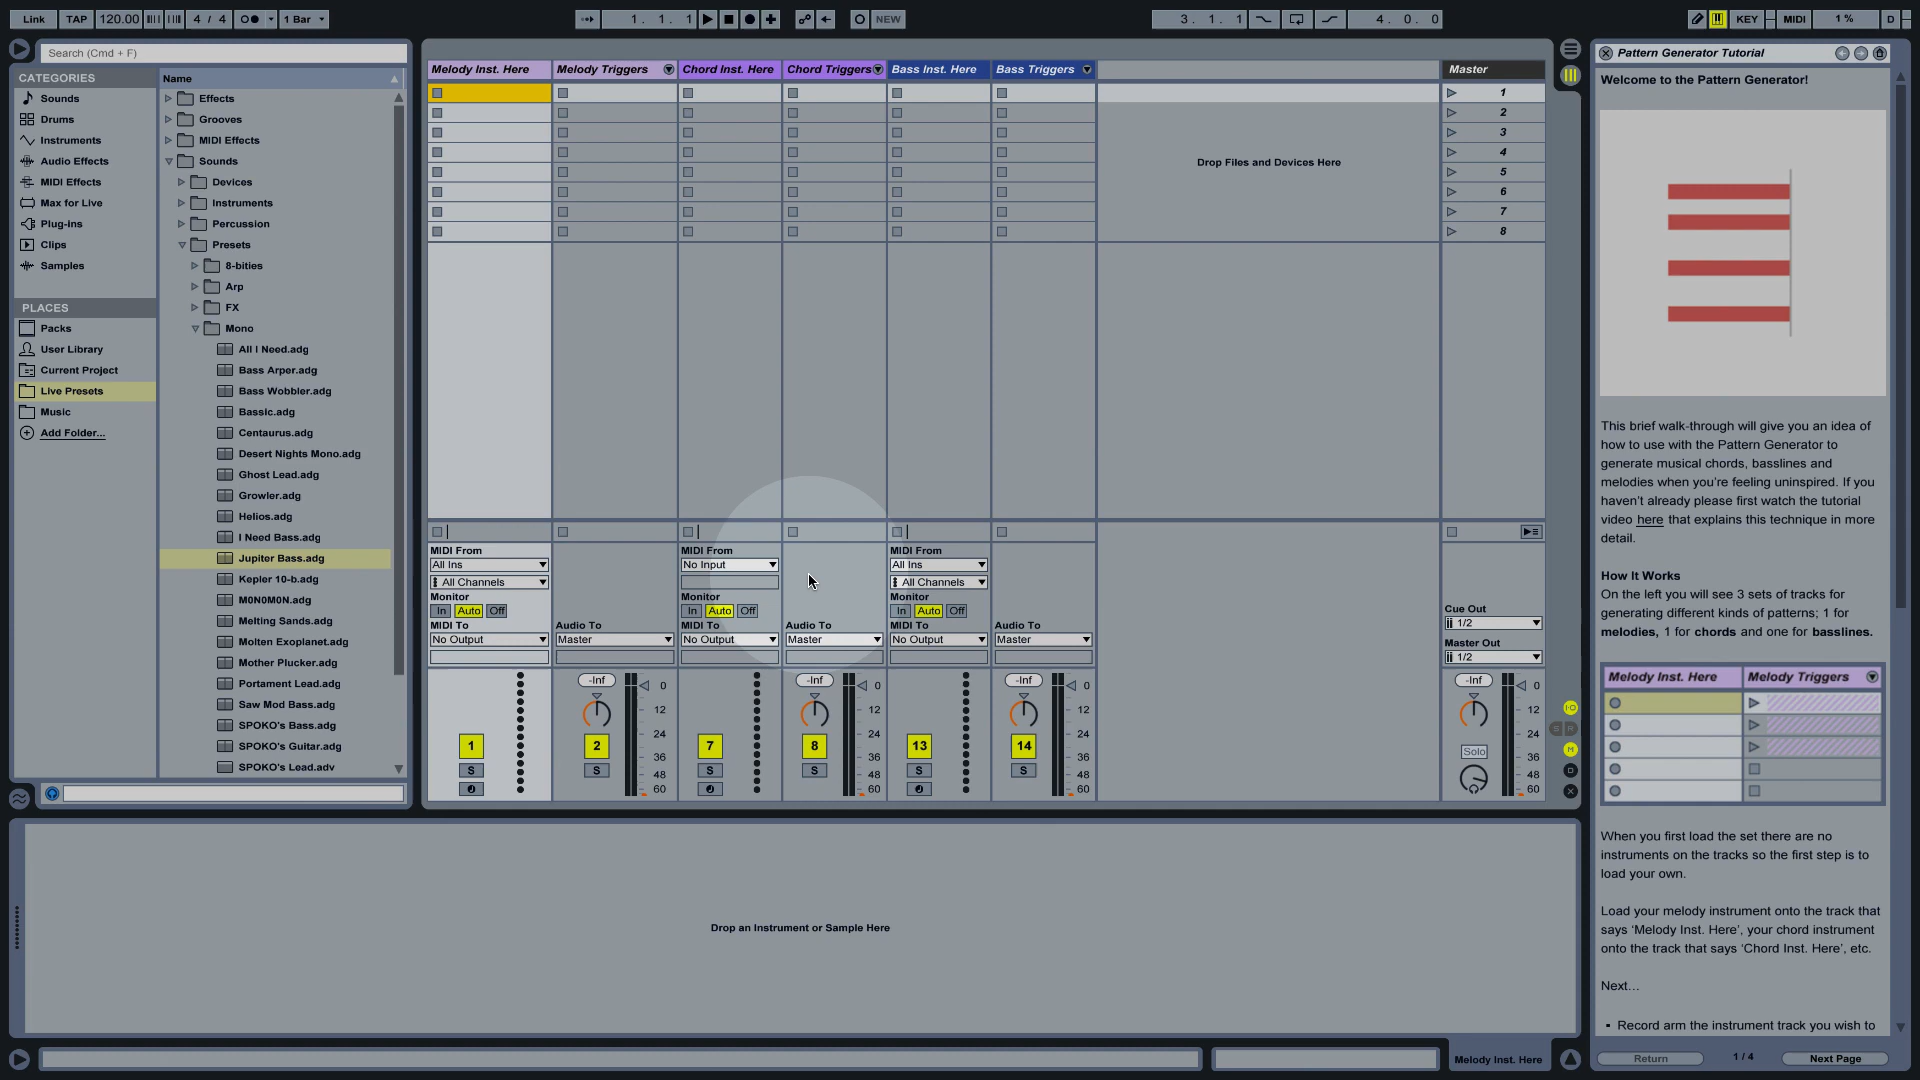 Link TAP 120.00 4 / 4 1 Bar 1. 1. 1 NEW 3. 1. 1 4. 0. 0 KEY MIDI 1 % D
Search (Cmd + F)
CATEGORIES
Sounds
Drums
Instruments
Audio Effects
MIDI Effects
Max for Live
Plug-ins
Clips
Samples
PLACES
Packs
User Library
Current Project
Live Presets
Music
Add Folder...
Name
Effects
Grooves
MIDI Effects
Sounds
Devices
Instruments
Percussion
Presets
8-bities
Arp
FX
Mono
All I Need.adg
Bass Arper.adg
Bass Wobbler.adg
Bassic.adg
Centaurus.adg
Desert Nights Mono.adg
Ghost Lead.adg
Growler.adg
Helios.adg
I Need Bass.adg
Jupiter Bass.adg
Kepler 10-b.adg
M0N0M0N.adg
Melting Sands.adg
Molten Exoplanet.adg
Mother Plucker.adg
Portament Lead.adg
Saw Mod Bass.adg
SPOKO's Bass.adg
SPOKO's Guitar.adg
SPOKO's Lead.adv
Melody Inst. Here Melody Triggers Chord Inst. Here Chord Triggers Bass Inst. Here Bass Triggers Master
1
2
3
4
5
6
7
8
Drop Files and Devices Here
MIDI From MIDI From MIDI From
All Ins No Input All Ins
All Channels All Channels
Monitor Monitor Monitor
In Auto Off In Auto Off In Auto Off
MIDI To Audio To MIDI To Audio To MIDI To Audio To
No Output Master No Output Master No Output Master
Cue Out
1/2
Master Out
1/2
-Inf 0 -Inf 0 -Inf 0 -Inf 0
12 12 12 12
24 24 24 24
1 2 7 8 13 14 Solo
36 36 36 36
S S S S S S
48 48 48 48
60 60 60 60
Drop an Instrument or Sample Here
Melody Inst. Here
Pattern Generator Tutorial
Welcome to the Pattern Generator!
This brief walk-through will give you an idea of
how to use with the Pattern Generator to
generate musical chords, basslines and
melodies when you're feeling uninspired. If you
haven't already please first watch the tutorial
video here that explains this technique in more
detail.
How It Works
On the left you will see 3 sets of tracks for
generating different kinds of patterns; 1 for
melodies, 1 for chords and one for basslines.
Melody Inst. Here Melody Triggers
When you first load the set there are no
instruments on the tracks so the first step is to
load your own.
Load your melody instrument onto the track that
says ‘Melody Inst. Here’, your chord instrument
onto the track that says ‘Chord Inst. Here’, etc.
Next...
▪ Record arm the instrument track you wish to
Return 1 / 4 Next Page